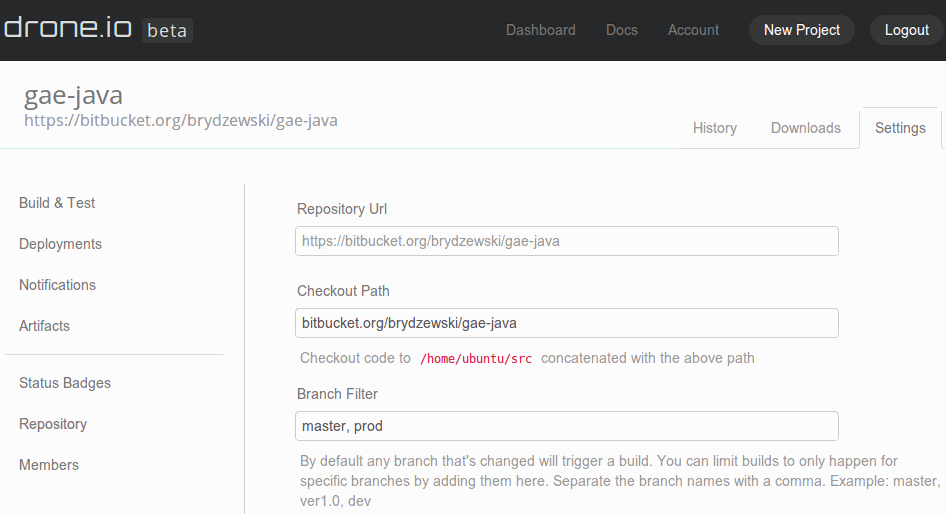 drone.io beta
Dashboard Docs Account New Project Logout
gae-java
https://bitbucket.org/brydzewski/gae-java
History Downloads Settings
Build & Test
Deployments
Notifications
Artifacts
Status Badges
Repository
Members
Repository Url
https://bitbucket.org/brydzewski/gae-java
Checkout Path
bitbucket.org/brydzewski/gae-java
Checkout code to /home/ubuntu/src concatenated with the above path
Branch Filter
master, prod
By default any branch that's changed will trigger a build. You can limit builds to only happen for
specific branches by adding them here. Separate the branch names with a comma. Example: master,
ver1.0, dev